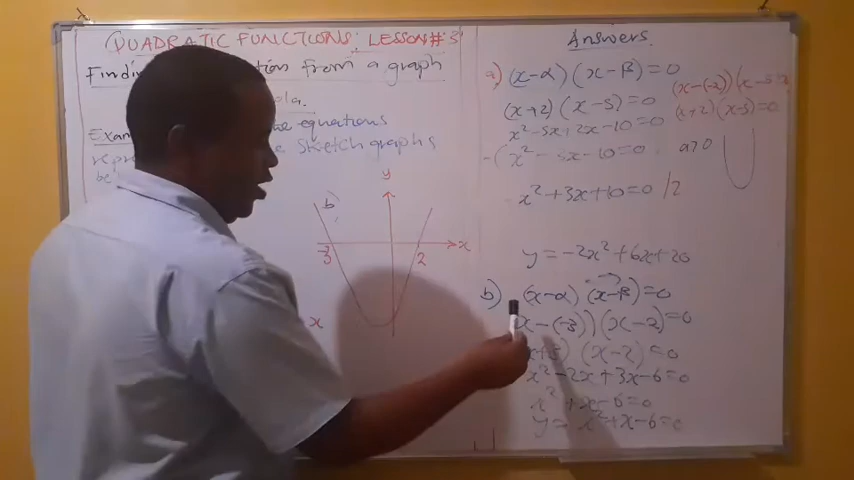 QUADRATIC FUNCTIONS: LESSON # 3
Finding from a graph
equations
a sketch graphs
b)
y
x
-3
2
x
Answers
a) (x-α)(x-β)=0
(x-(-2))(x-5=0
(x+2)(x-5)=0
(x+2)(x-5)=0
x²-5x+2x-10=0
-(x²-3x-10=0
a>0
x²+3x+10=0 /2
y=-2x²+6x+20
b) (x-α)(x-β)=0
x-(-3))(x-2)=0
x+3)(x-2)=0
x²-2x+3x-6=0
x²+x-6=0
y=x²+x-6=0